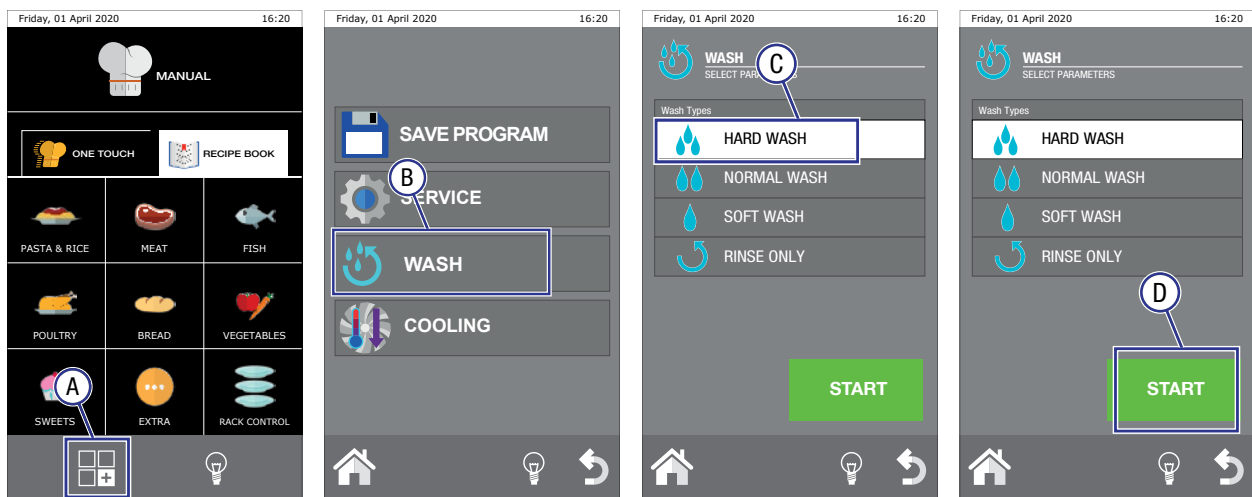 Friday, 01 April 2020 16:20
MANUAL
ONE TOUCH RECIPE BOOK
PASTA & RICE MEAT FISH
POULTRY BREAD VEGETABLES
A
SWEETS EXTRA RACK CONTROL
Friday, 01 April 2020 16:20
SAVE PROGRAM
B
SERVICE
WASH
COOLING
Friday, 01 April 2020 16:20
WASH
C
SELECT
Wash Types
HARD WASH
NORMAL WASH
SOFT WASH
RINSE ONLY
START
Friday, 01 April 2020 16:20
WASH
SELECT PARAMETERS
Wash Types
HARD WASH
NORMAL WASH
SOFT WASH
RINSE ONLY
D
START